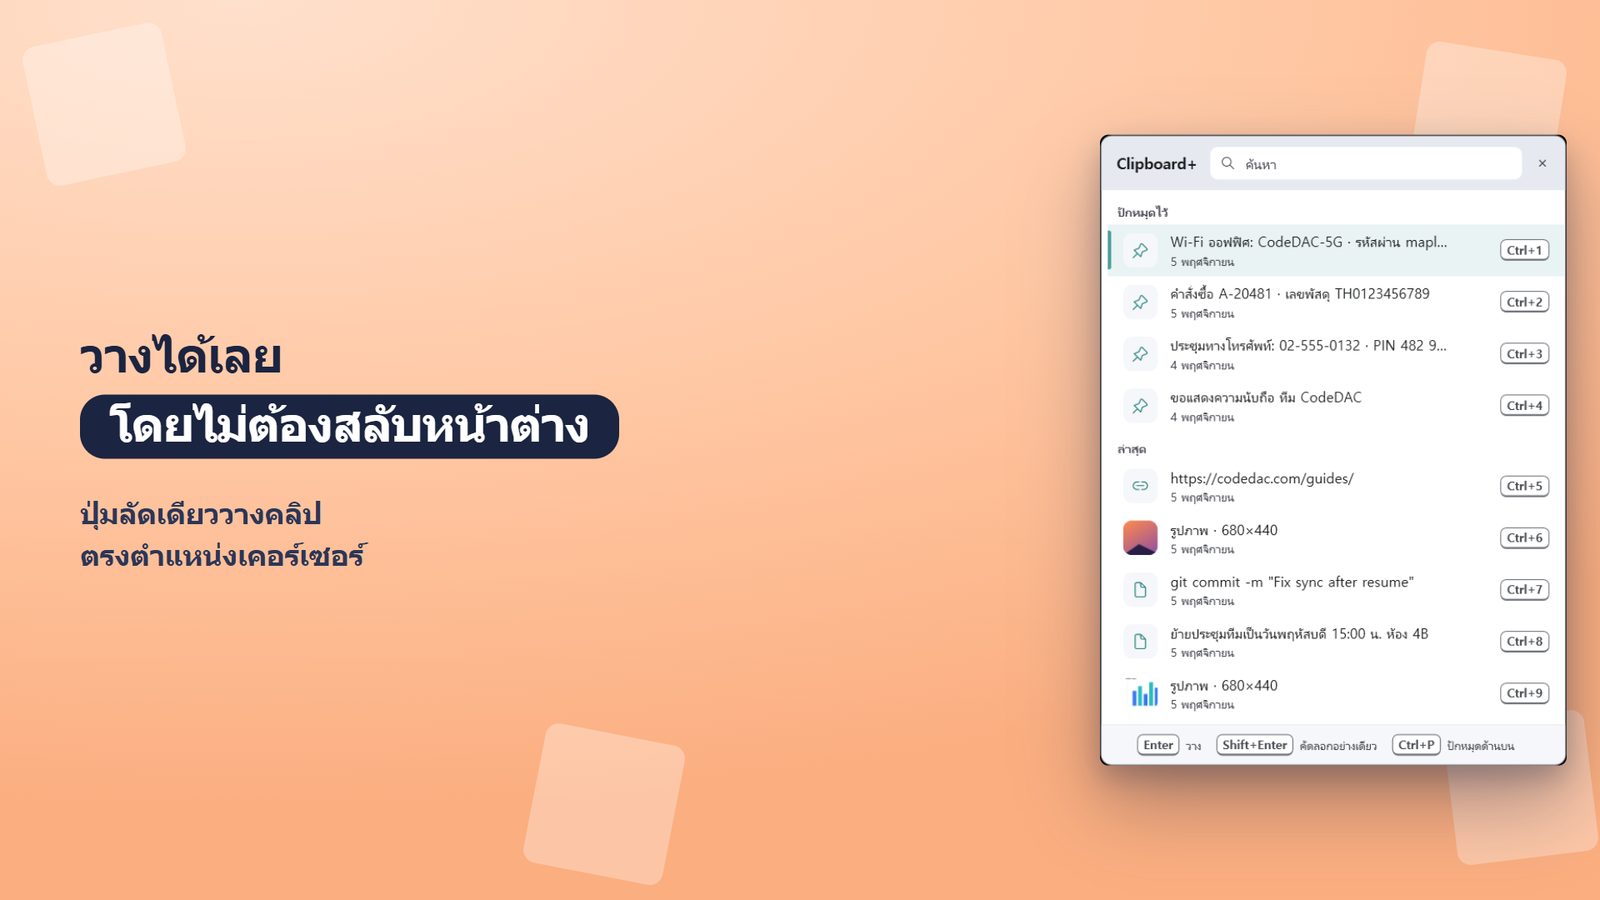 วางได้เลย
โดยไม่ต้องสลับหน้าต่าง
ปุ่มลัดเดียววางคลิป
ตรงตำแหน่งเคอร์เซอร์
Clipboard+
ค้นหา
×
ปักหมุดไว้
Wi-Fi ออฟฟิศ: CodeDAC-5G · รหัสผ่าน mapl...
5 พฤศจิกายน
Ctrl+1
คำสั่งซื้อ A-20481 · เลขพัสดุ TH0123456789
5 พฤศจิกายน
Ctrl+2
ประชุมทางโทรศัพท์: 02-555-0132 · PIN 482 9...
4 พฤศจิกายน
Ctrl+3
ขอแสดงความนับถือ ทีม CodeDAC
4 พฤศจิกายน
Ctrl+4
ล่าสุด
https://codedac.com/guides/
5 พฤศจิกายน
Ctrl+5
รูปภาพ · 680×440
5 พฤศจิกายน
Ctrl+6
git commit -m "Fix sync after resume"
5 พฤศจิกายน
Ctrl+7
ย้ายประชุมทีมเป็นวันพฤหัสบดี 15:00 น. ห้อง 4B
5 พฤศจิกายน
Ctrl+8
รูปภาพ · 680×440
5 พฤศจิกายน
Ctrl+9
Enter วาง Shift+Enter คัดลอกอย่างเดียว Ctrl+P ปักหมุดด้านบน